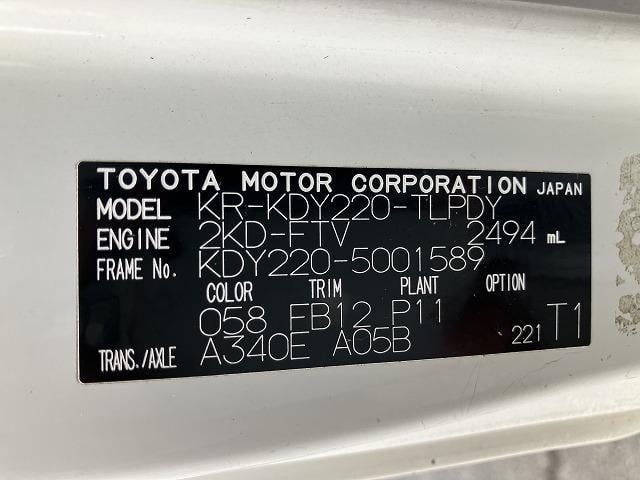 TOYOTA MOTOR CORPORATION JAPAN
MODEL KR-KDY220-TLPDY
ENGINE 2KD-FTV 2494 mL
FRAME No. KDY220-5001589
COLOR TRIM PLANT OPTION
058 FB12 P11
TRANS./AXLE A340E A05B 221 T1